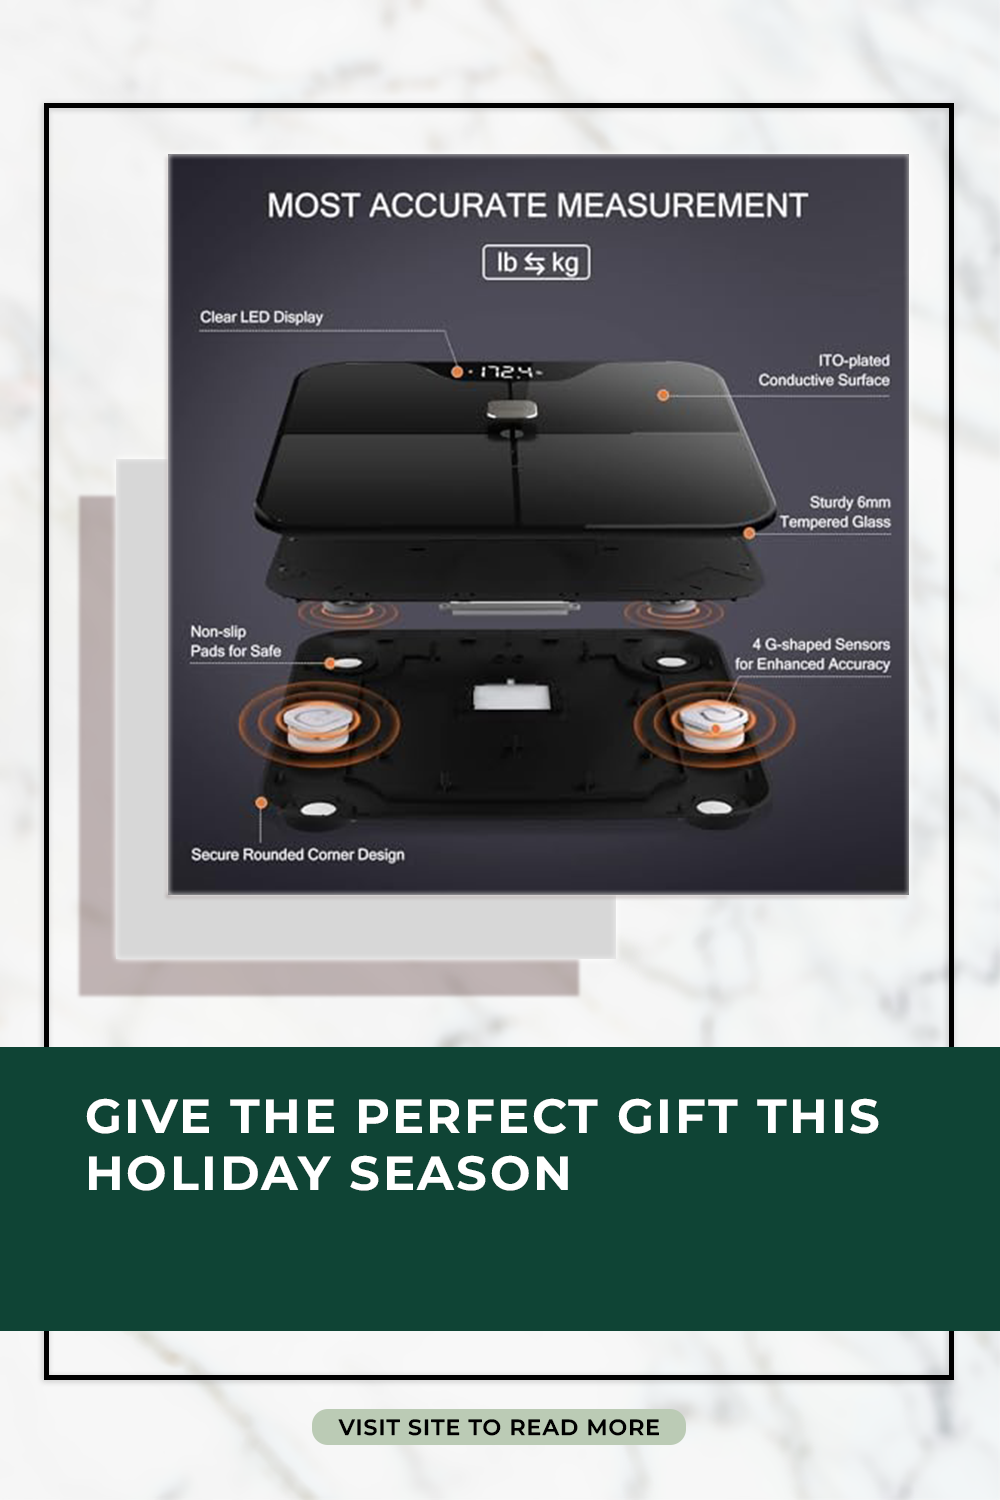 MOST ACCURATE MEASUREMENT
lb ⇆ kg
Clear LED Display
172.4
ITO-plated
Conductive Surface
Sturdy 6mm
Tempered Glass
Non-slip
Pads for Safe
4 G-shaped Sensors
for Enhanced Accuracy
Secure Rounded Corner Design
GIVE THE PERFECT GIFT THIS
HOLIDAY SEASON
VISIT SITE TO READ MORE